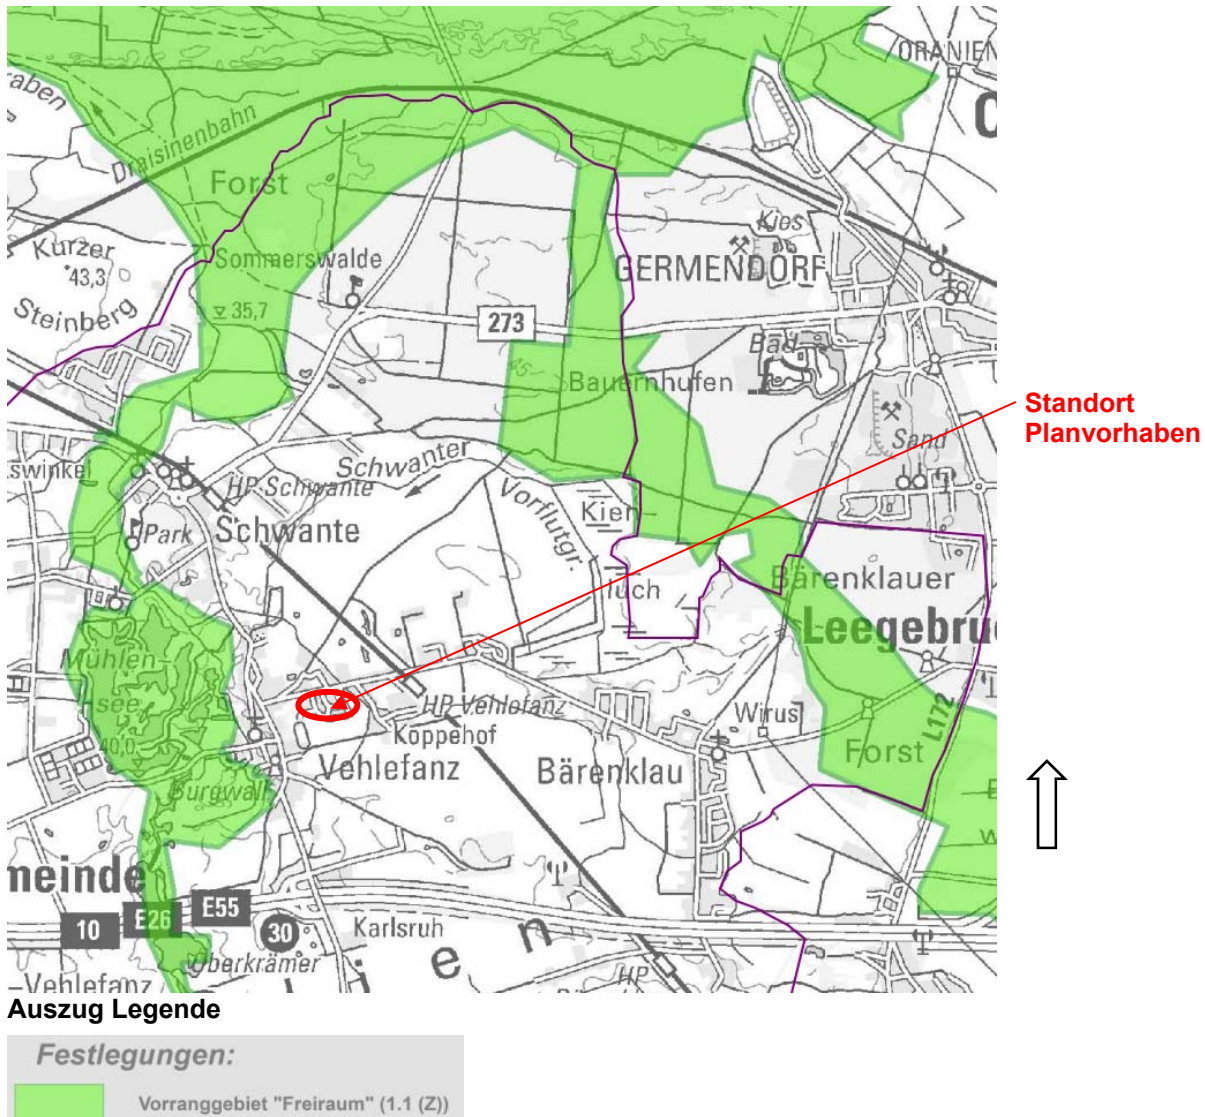 ORANIEN
raben
Draisinenbahn
Forst
Kurzer
43,3
Steinberg
Sommerswalde
35,7
Kies
GERMENDORF
273
Bad
Bauernhufen
Standort
Planvorhaben
Sand
swinkel
HP Schwante
Schwanter
Vorflutgr.
Kien-
Park
Schwante
luch
Bärenklauer
Leegebru
Mühlen-
see
40,0
HP Vehlefanz
Koppehof
Wirus
L172
Forst
Vehlefanz
Bärenklau
Burgwall
meinde
10
E26
E55
30
Karlsruh
Oberkrämer
i e n
HP
-Vehlefanz
Auszug Legende
Festlegungen:
Vorranggebiet "Freiraum" (1.1 (Z))